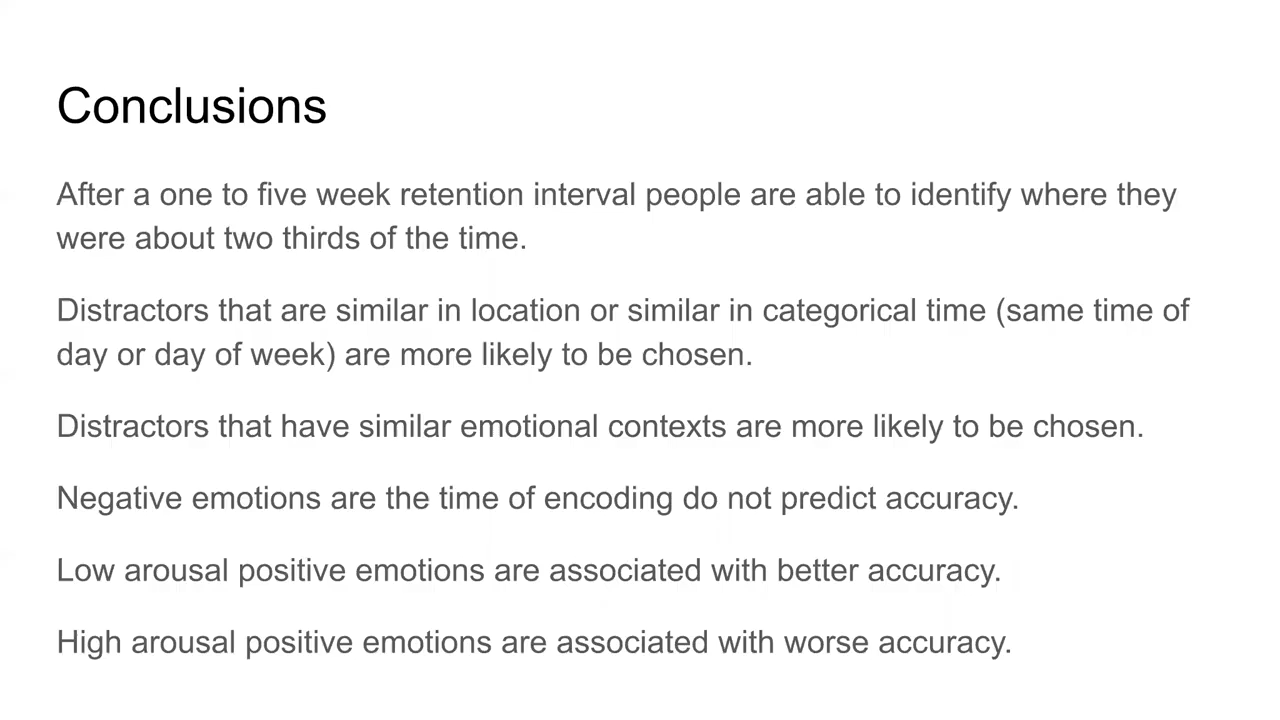 Conclusions
After a one to five week retention interval people are able to identify where they
were about two thirds of the time.
Distractors that are similar in location or similar in categorical time (same time of
day or day of week) are more likely to be chosen.
Distractors that have similar emotional contexts are more likely to be chosen.
Negative emotions are the time of encoding do not predict accuracy.
Low arousal positive emotions are associated with better accuracy.
High arousal positive emotions are associated with worse accuracy.